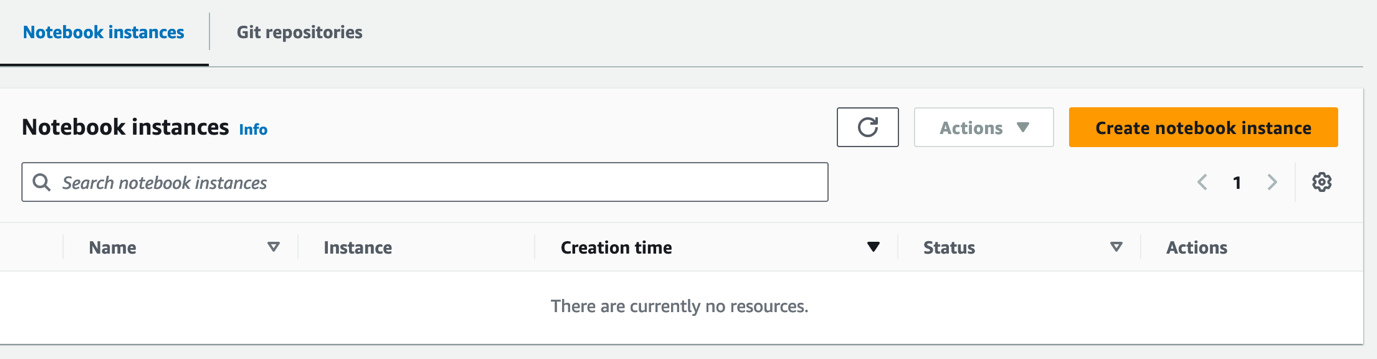 Notebook instances Git repositories
Notebook instances Info Actions Create notebook instance
Search notebook instances 1
Name Instance Creation time Status Actions
There are currently no resources.